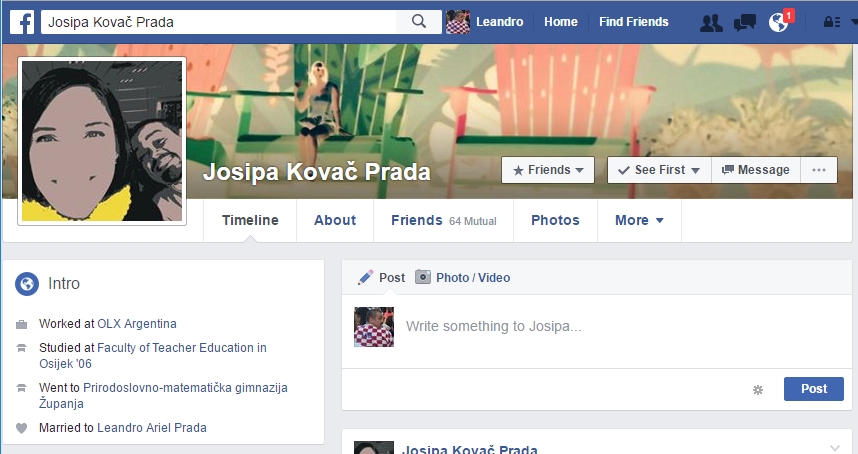 Josipa Kovač Prada
Leandro Home Find Friends 1
Josipa Kovač Prada
Friends See First Message ...
Timeline About Friends 64 Mutual Photos More
Intro
Worked at OLX Argentina
Studied at Faculty of Teacher Education in
Osijek '06
Went to Prirodoslovno-matematička gimnazija
Županja
Married to Leandro Ariel Prada
Post Photo / Video
Write something to Josipa...
Post
Josipa Kovač Prada